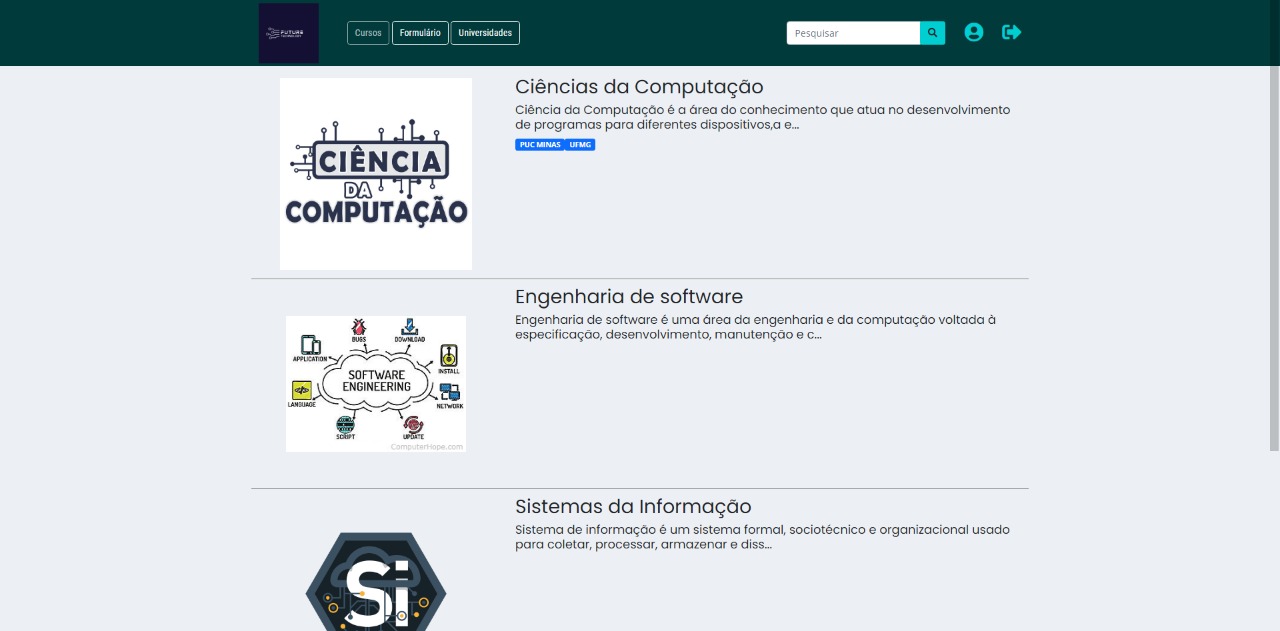 FUTURE
TECHNOLOGY
Cursos
Formulário
Universidades
Pesquisar
CIÊNCIA
DA
COMPUTAÇÃO
Ciências da Computação
Ciência da Computação é a área do conhecimento que atua no desenvolvimento
de programas para diferentes dispositivos,a e...
PUC MINAS
UFMG
BUGS
DOWNLOAD
APPLICATION
INSTALL
SOFTWARE
ENGINEERING
LANGUAGE
NETWORK
SCRIPT
UPDATE
ComputerHope.com
Engenharia de software
Engenharia de software é uma área da engenharia e da computação voltada à
especificação, desenvolvimento, manutenção e c...
Si
Sistemas da Informação
Sistema de informação é um sistema formal, sociotécnico e organizacional usado
para coletar, processar, armazenar e diss...